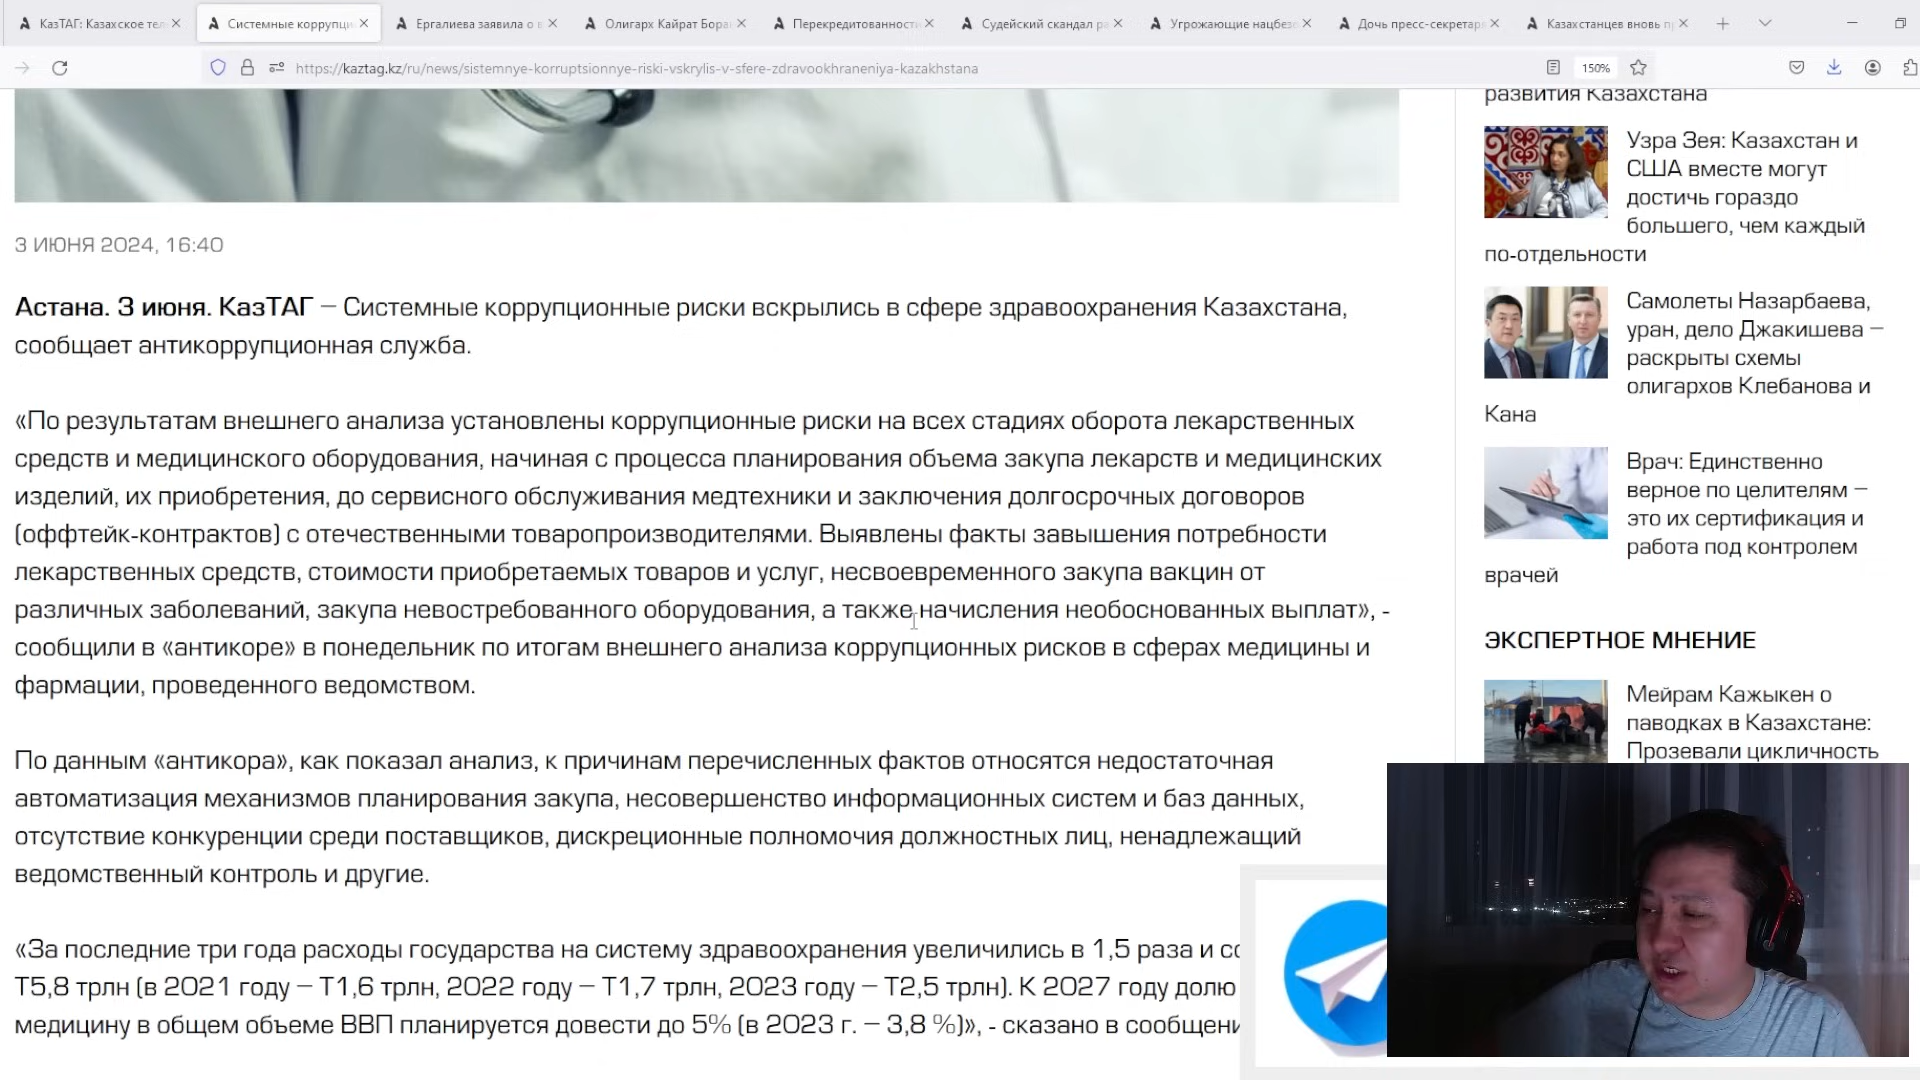 КазТАГ: Казахское тел
Системные коррупци
Ергалиева заявила о в
Олигарх Кайрат Бора
Перекредитованность
Судейский скандал р
Угрожающие нацбезо
Дочь пресс-секретар
Казахстанцев вновь п
https://kaztag.kz/ru/news/sistemnye-korruptsionnye-riski-vskrylis-v-sfere-zdravookhraneniya-kazakhstana
150%
3 ИЮНЯ 2024, 16:40
Астана. 3 июня. КазТАГ – Системные коррупционные риски вскрылись в сфере здравоохранения Казахстана,
сообщает антикоррупционная служба.
«По результатам внешнего анализа установлены коррупционные риски на всех стадиях оборота лекарственных
средств и медицинского оборудования, начиная с процесса планирования объема закупа лекарств и медицинских
изделий, их приобретения, до сервисного обслуживания медтехники и заключения долгосрочных договоров
(оффтейк-контрактов) с отечественными товаропроизводителями. Выявлены факты завышения потребности
лекарственных средств, стоимости приобретаемых товаров и услуг, несвоевременного закупа вакцин от
различных заболеваний, закупа невостребованного оборудования, а также начисления необоснованных выплат», -
сообщили в «антикоре» в понедельник по итогам внешнего анализа коррупционных рисков в сферах медицины и
фармации, проведенного ведомством.
По данным «антикора», как показал анализ, к причинам перечисленных фактов относятся недостаточная
автоматизация механизмов планирования закупа, несовершенство информационных систем и баз данных,
отсутствие конкуренции среди поставщиков, дискреционные полномочия должностных лиц, ненадлежащий
ведомственный контроль и другие.
«За последние три года расходы государства на систему здравоохранения увеличились в 1,5 раза и со
Т5,8 трлн (в 2021 году – Т1,6 трлн, 2022 году – Т1,7 трлн, 2023 году – Т2,5 трлн). К 2027 году долю
медицину в общем объеме ВВП планируется довести до 5% (в 2023 г. – 3,8 %)», - сказано в сообщени
развития Казахстана
Узра Зея: Казахстан и
США вместе могут
достичь гораздо
большего, чем каждый
по-отдельности
Самолеты Назарбаева,
уран, дело Джакишева –
раскрыты схемы
олигархов Клебанова и
Кана
Врач: Единственно
верное по целителям –
это их сертификация и
работа под контролем
врачей
ЭКСПЕРТНОЕ МНЕНИЕ
Мейрам Кажыкен о
паводках в Казахстане:
Прозевали цикличность